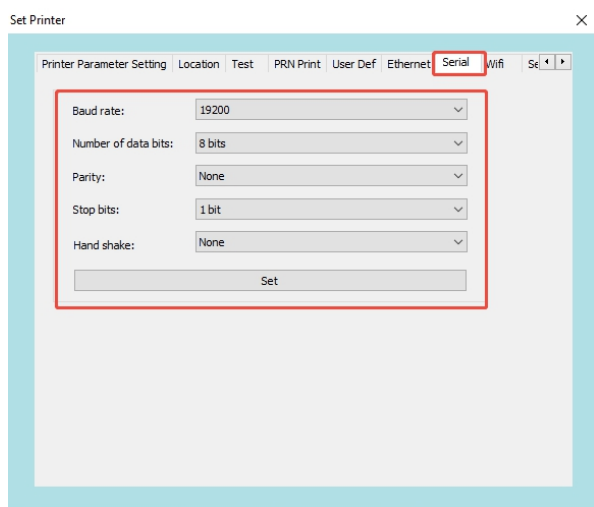 Set Printer
Printer Parameter Setting Location Test PRN Print User Def Ethernet Serial Wifi
Baud rate: 19200
Number of data bits: 8 bits
Parity: None
Stop bits: 1 bit
Hand shake: None
Set